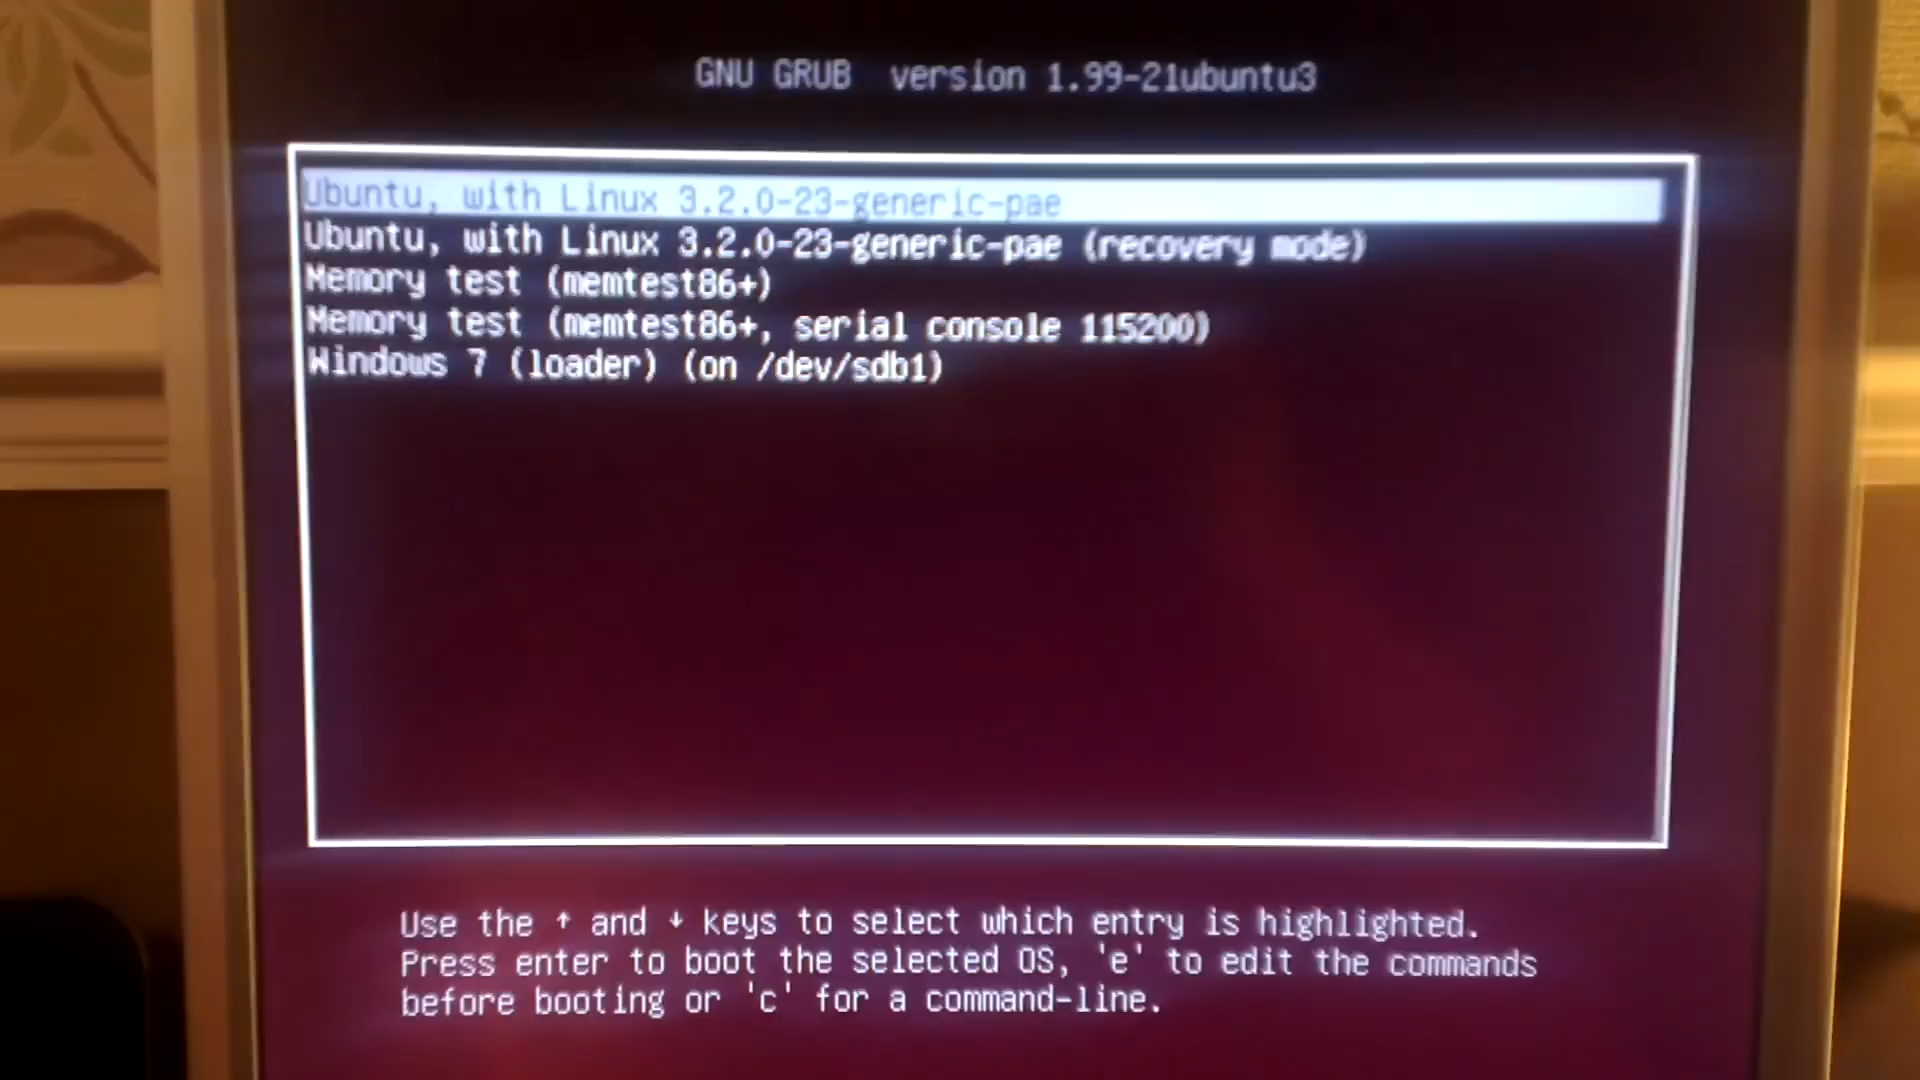 GNU GRUB  version 1.99-21ubuntu3
Ubuntu, with Linux 3.2.0-23-generic-pae
Ubuntu, with Linux 3.2.0-23-generic-pae (recovery mode)
Memory test (memtest86+)
Memory test (memtest86+, serial console 115200)
Windows 7 (loader) (on /dev/sdb1)
Use the ↑ and ↓ keys to select which entry is highlighted.
Press enter to boot the selected OS, 'e' to edit the commands
before booting or 'c' for a command-line.